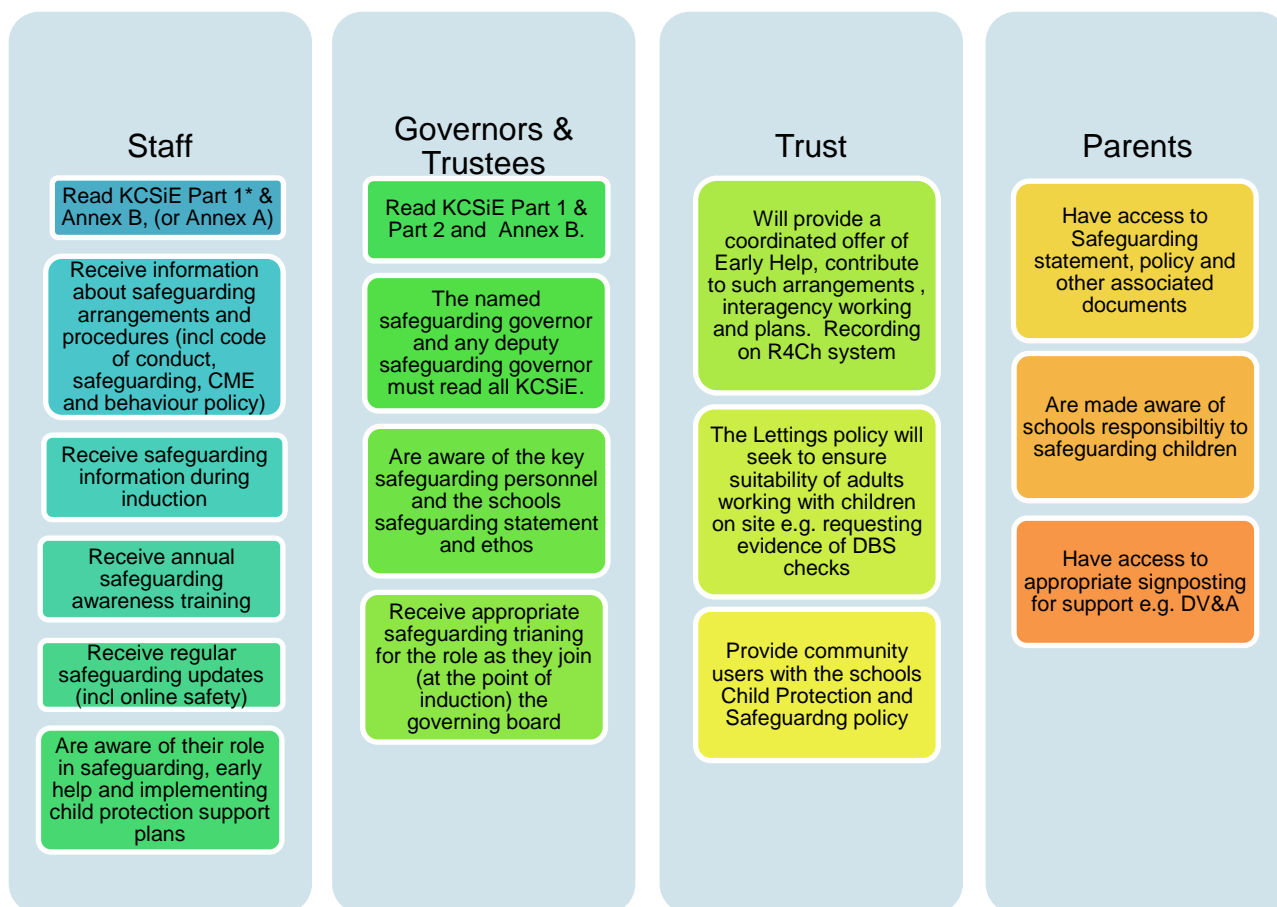 Staff
Read KCSiE Part 1* &
Annex B, (or Annex A)
Receive information
about safeguarding
arrangements and
procedures (incl code
of conduct,
safeguarding, CME
and behaviour policy)
Receive safeguarding
information during
induction
Receive annual
safeguarding
awareness training
Receive regular
safeguarding updates
(incl online safety)
Are aware of their role
in safeguarding, early
help and implementing
child protection support
plans
Governors &
Trustees
Read KCSiE Part 1 &
Part 2 and Annex B.
The named
safeguarding governor
and any deputy
safeguarding governor
must read all KCSiE.
Are aware of the key
safeguarding personnel
and the schools
safeguarding statement
and ethos
Receive appropriate
safeguarding trianing
for the role as they join
(at the point of
induction) the
governing board
Trust
Will provide a
coordinated offer of
Early Help, contribute
to such arrangements ,
interagency working
and plans. Recording
on R4Ch system
The Lettings policy will
seek to ensure
suitability of adults
working with children
on site e.g. requesting
evidence of DBS
checks
Provide community
users with the schools
Child Protection and
Safeguardng policy
Parents
Have access to
Safeguarding
statement, policy and
other associated
documents
Are made aware of
schools responsibiltiy to
safeguarding children
Have access to
appropriate signposting
for support e.g. DV&A